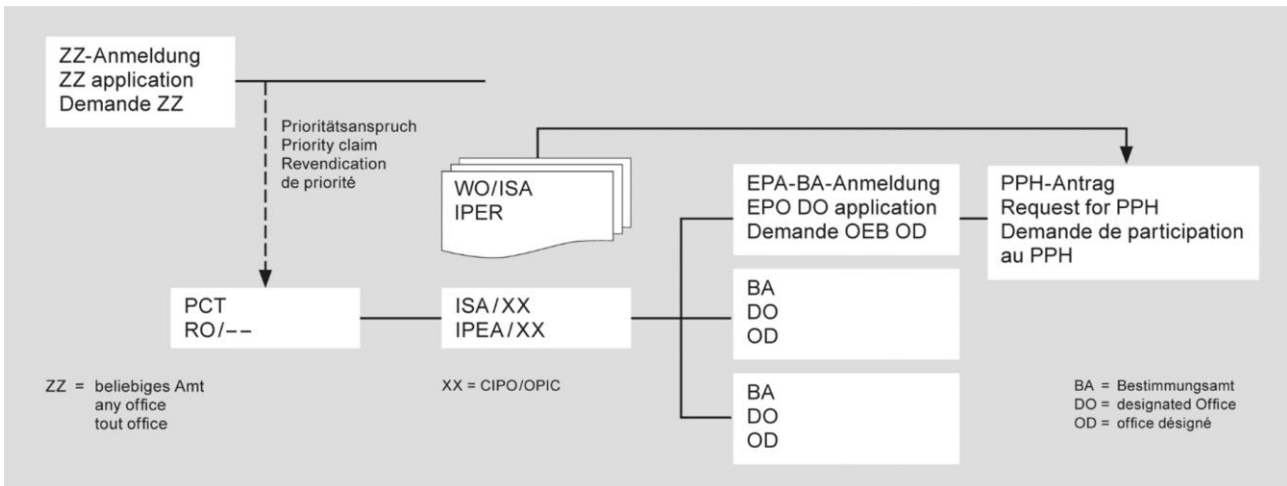 ZZ-Anmeldung
ZZ application
Demande ZZ
Prioritätsanspruch
Priority claim
Revendication
de priorité
WO/ISA
IPER
EPA-BA-Anmeldung
EPO DO application
Demande OEB OD
PPH-Antrag
Request for PPH
Demande de participation
au PPH
PCT
RO/--
ISA/XX
IPEA/XX
BA
DO
OD
BA
DO
OD
ZZ = beliebiges Amt
any office
tout office
XX = CIPO/OPIC
BA = Bestimmungsamt
DO = designated Office
OD = office désigné